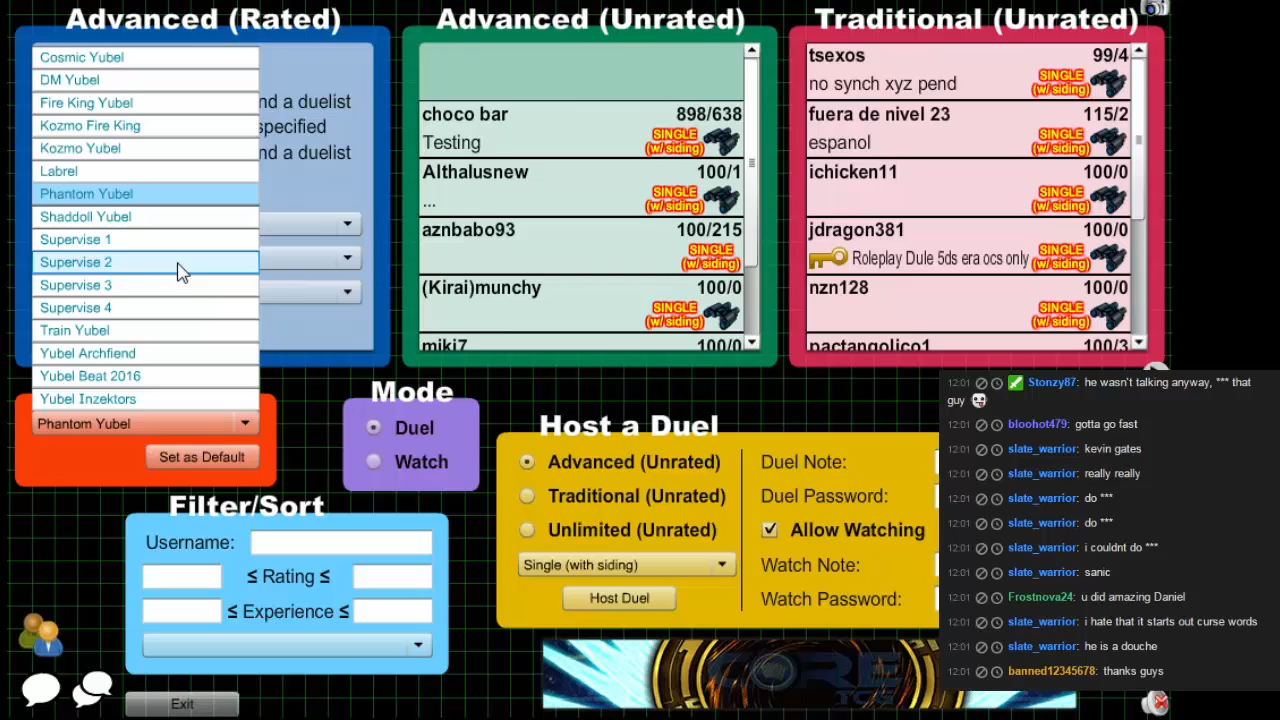 Advanced (Rated)
Cosmic Yubel
DM Yubel
Fire King Yubel
nd a duelist
Kozmo Fire King
specified
Kozmo Yubel
nd a duelist
Labrel
Phantom Yubel
Shaddoll Yubel
Supervise 1
Supervise 2
Supervise 3
Supervise 4
Train Yubel
Yubel Archfiend
Yubel Beat 2016
Yubel Inzektors
Phantom Yubel
Set as Default
Advanced (Unrated)
choco bar 898/638
Testing SINGLE (w/ siding)
Althalusnew 100/1
... SINGLE (w/ siding)
aznbabo93 100/215
SINGLE (w/ siding)
(Kirai)munchy 100/0
SINGLE (w/ siding)
miki7 100/0
Traditional (Unrated)
tsexos 99/4
no synch xyz pend SINGLE (w/ siding)
fuera de nivel 23 115/2
espanol SINGLE (w/ siding)
ichicken11 100/0
SINGLE (w/ siding)
jdragon381 100/0
Roleplay Dule 5ds era ocs only SINGLE (w/ siding)
nzn128 100/0
SINGLE (w/ siding)
pactangolico1 100/3
Mode
Duel
Watch
Filter/Sort
Username:
≤ Rating ≤
≤ Experience ≤
Exit
Host a Duel
Advanced (Unrated)
Traditional (Unrated)
Unlimited (Unrated)
Single (with siding)
Host Duel
Duel Note:
Duel Password:
Allow Watching
Watch Note:
Watch Password:
CORE
TCG
12:01 Stonzy87: he wasn't talking anyway, *** that
guy
12:01 bloohot479: gotta go fast
12:01 slate_warrior: kevin gates
12:01 slate_warrior: really really
12:01 slate_warrior: do ***
12:01 slate_warrior: do ***
12:01 slate_warrior: i couldnt do ***
12:01 slate_warrior: sanic
12:01 Frostnova24: u did amazing Daniel
12:01 slate_warrior: i hate that it starts out curse words
12:01 slate_warrior: he is a douche
12:01 banned12345678: thanks guys